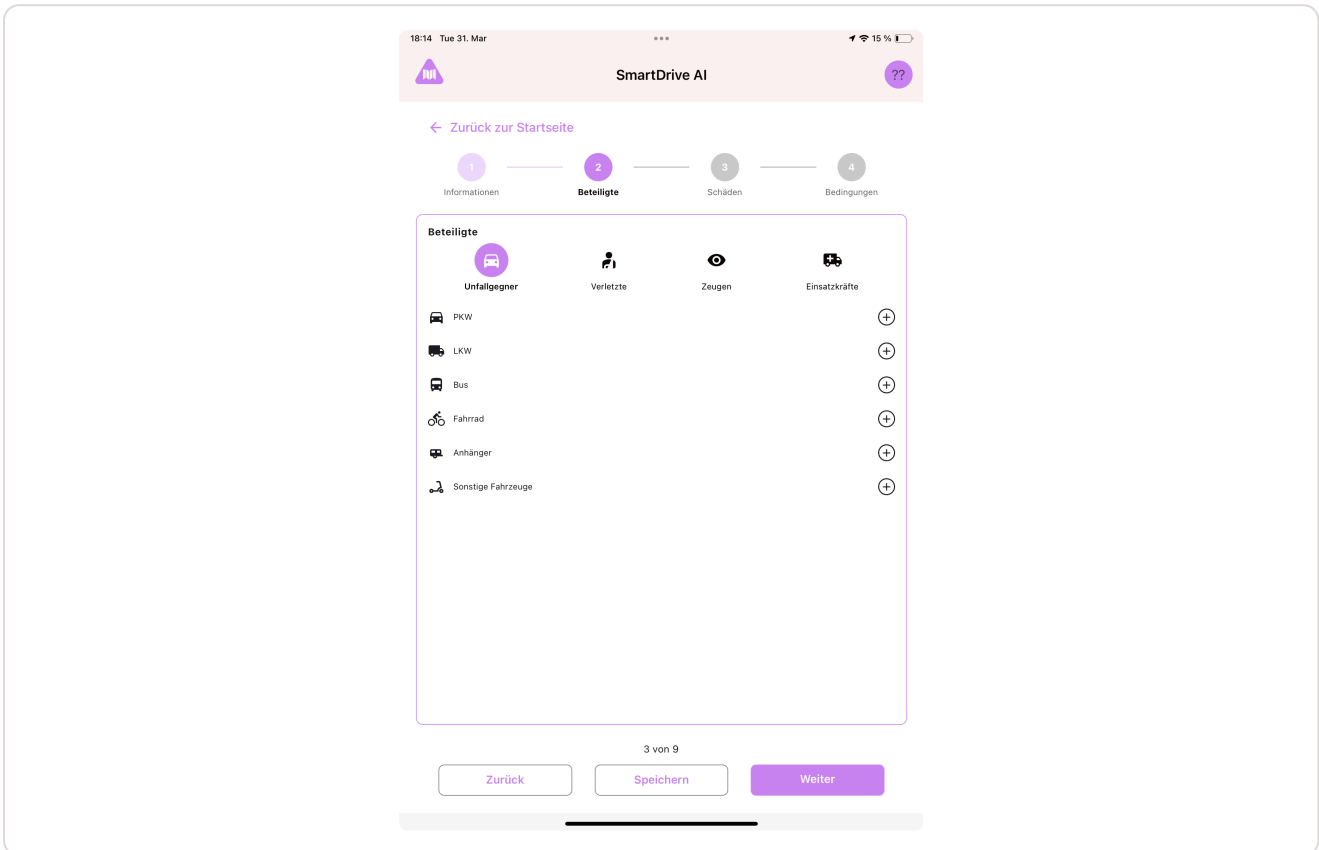 18:14 Tue 31. Mar
15 %
SmartDrive AI
??
Zurück zur Startseite
1
2
3
4
Informationen
Beteiligte
Schäden
Bedingungen
Beteiligte
Unfallgegner
Verletzte
Zeugen
Einsatzkräfte
PKW
LKW
Bus
Fahrrad
Anhänger
Sonstige Fahrzeuge
3 von 9
Zurück
Speichern
Weiter